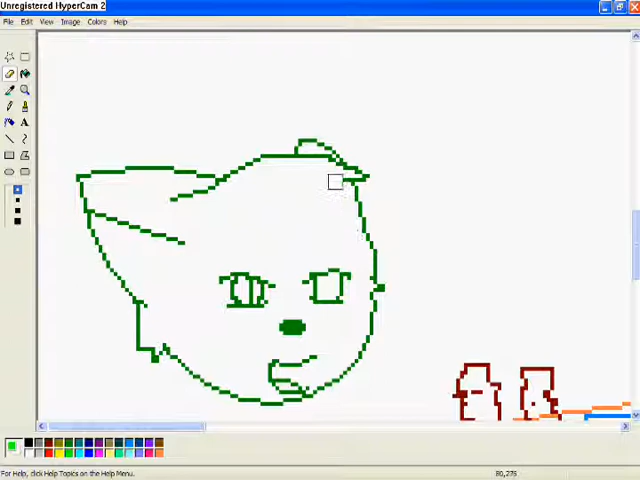 Unregistered HyperCam 2
File Edit View Image Colors Help
A
For Help, click Help Topics on the Help Menu.
80,275